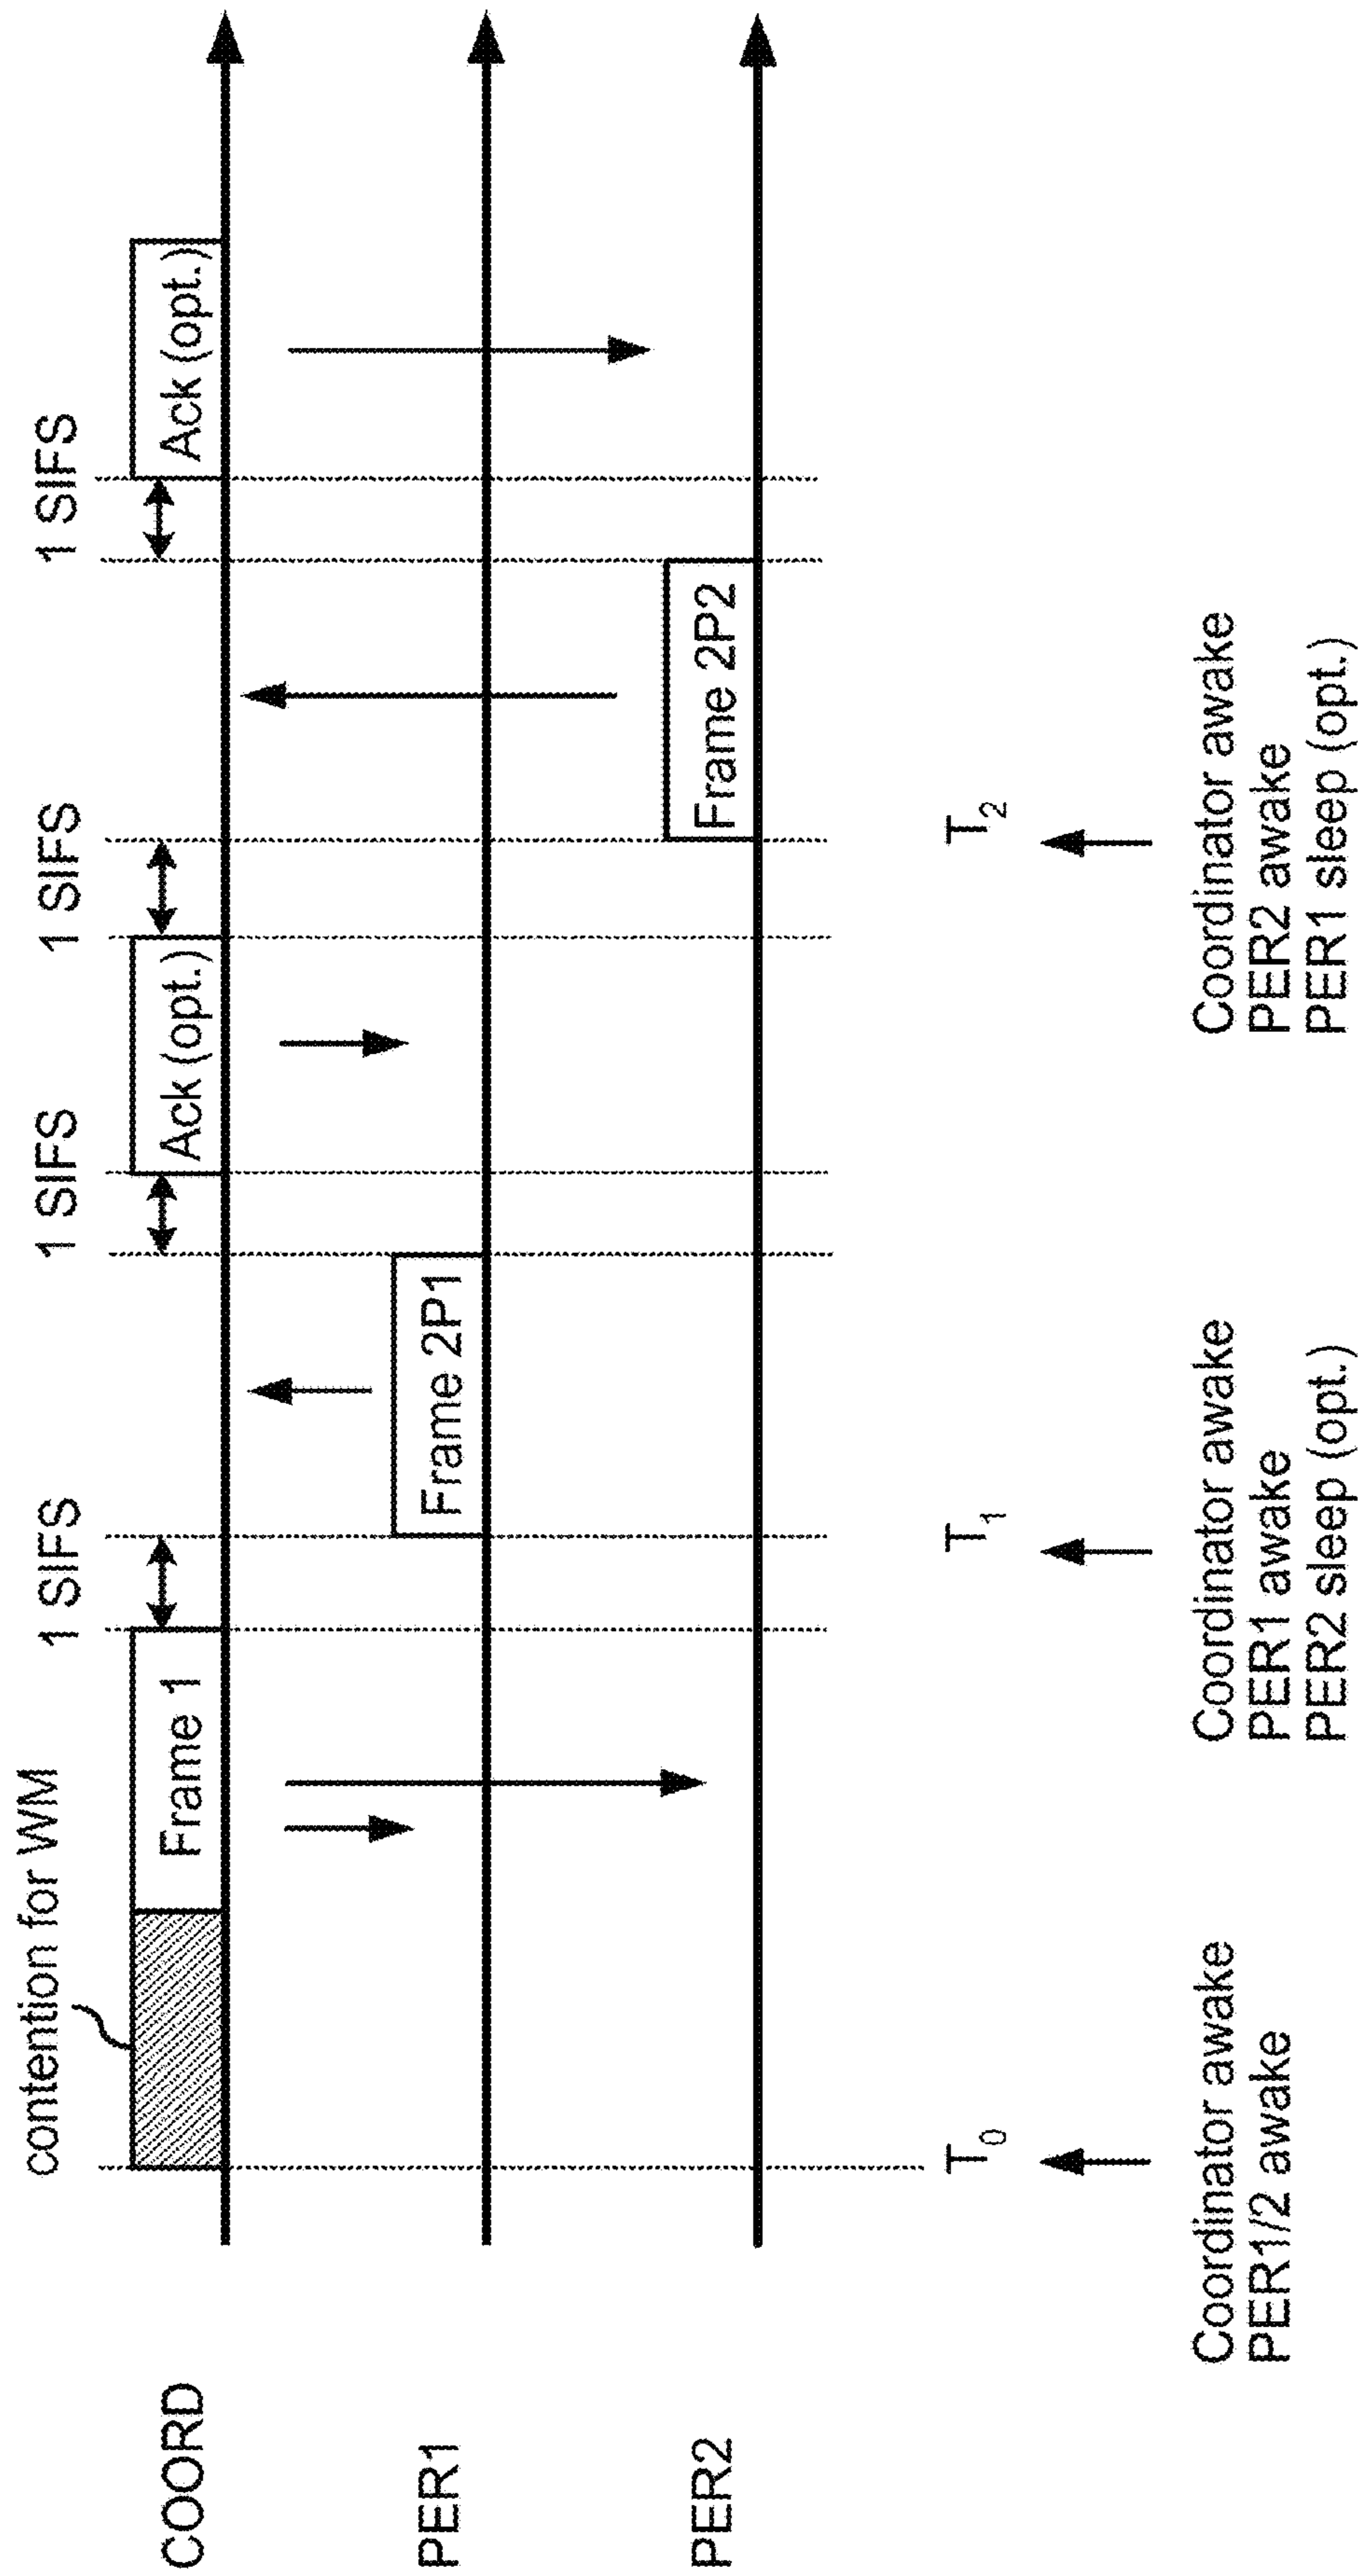 contention for WM
1 SIFS
1 SIFS
1 SIFS
1 SIFS
COORD
Frame 1
Ack (opt.)
Ack (opt.)
PER1
Frame 2P1
PER2
Frame 2P2
T0
T1
T2
Coordinator awake
PER1/2 awake
Coordinator awake
PER1 awake
PER2 sleep (opt.)
Coordinator awake
PER2 awake
PER1 sleep (opt.)